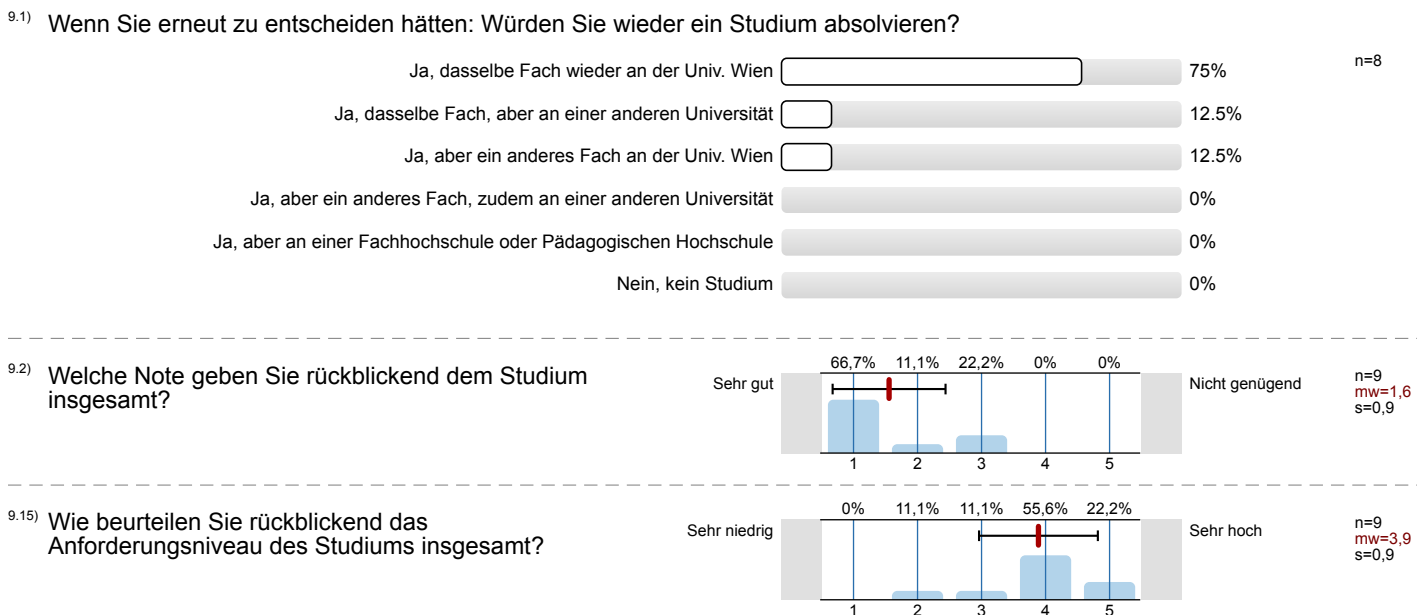 9.1) Wenn Sie erneut zu entscheiden hätten: Würden Sie wieder ein Studium absolvieren?
Ja, dasselbe Fach wieder an der Univ. Wien 75% n=8
Ja, dasselbe Fach, aber an einer anderen Universität 12.5%
Ja, aber ein anderes Fach an der Univ. Wien 12.5%
Ja, aber ein anderes Fach, zudem an einer anderen Universität 0%
Ja, aber an einer Fachhochschule oder Pädagogischen Hochschule 0%
Nein, kein Studium 0%
9.2) Welche Note geben Sie rückblickend dem Studium
insgesamt?
66,7% 11,1% 22,2% 0% 0%
Sehr gut Nicht genügend
n=9
mw=1,6
s=0,9
1 2 3 4 5
9.15) Wie beurteilen Sie rückblickend das
Anforderungsniveau des Studiums insgesamt?
0% 11,1% 11,1% 55,6% 22,2%
Sehr niedrig Sehr hoch
n=9
mw=3,9
s=0,9
1 2 3 4 5